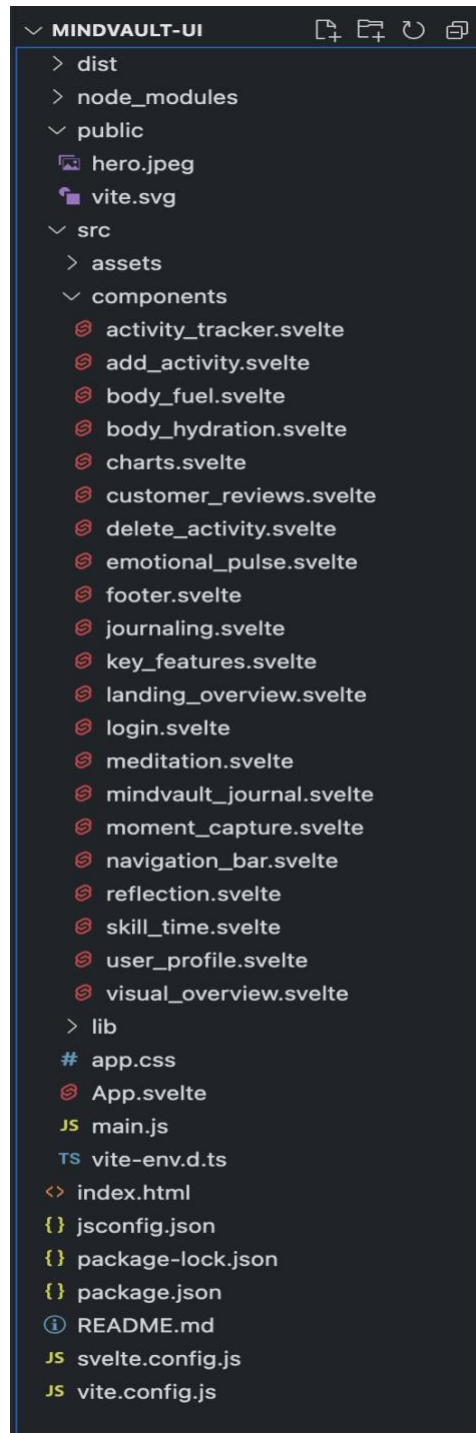 MINDVAULT-UI
dist
node_modules
public
hero.jpeg
vite.svg
src
assets
components
activity_tracker.svelte
add_activity.svelte
body_fuel.svelte
body_hydration.svelte
charts.svelte
customer_reviews.svelte
delete_activity.svelte
emotional_pulse.svelte
footer.svelte
journaling.svelte
key_features.svelte
landing_overview.svelte
login.svelte
meditation.svelte
mindvault_journal.svelte
moment_capture.svelte
navigation_bar.svelte
reflection.svelte
skill_time.svelte
user_profile.svelte
visual_overview.svelte
lib
# app.css
App.svelte
JS main.js
TS vite-env.d.ts
<> index.html
{} jsconfig.json
{} package-lock.json
{} package.json
README.md
JS svelte.config.js
JS vite.config.js